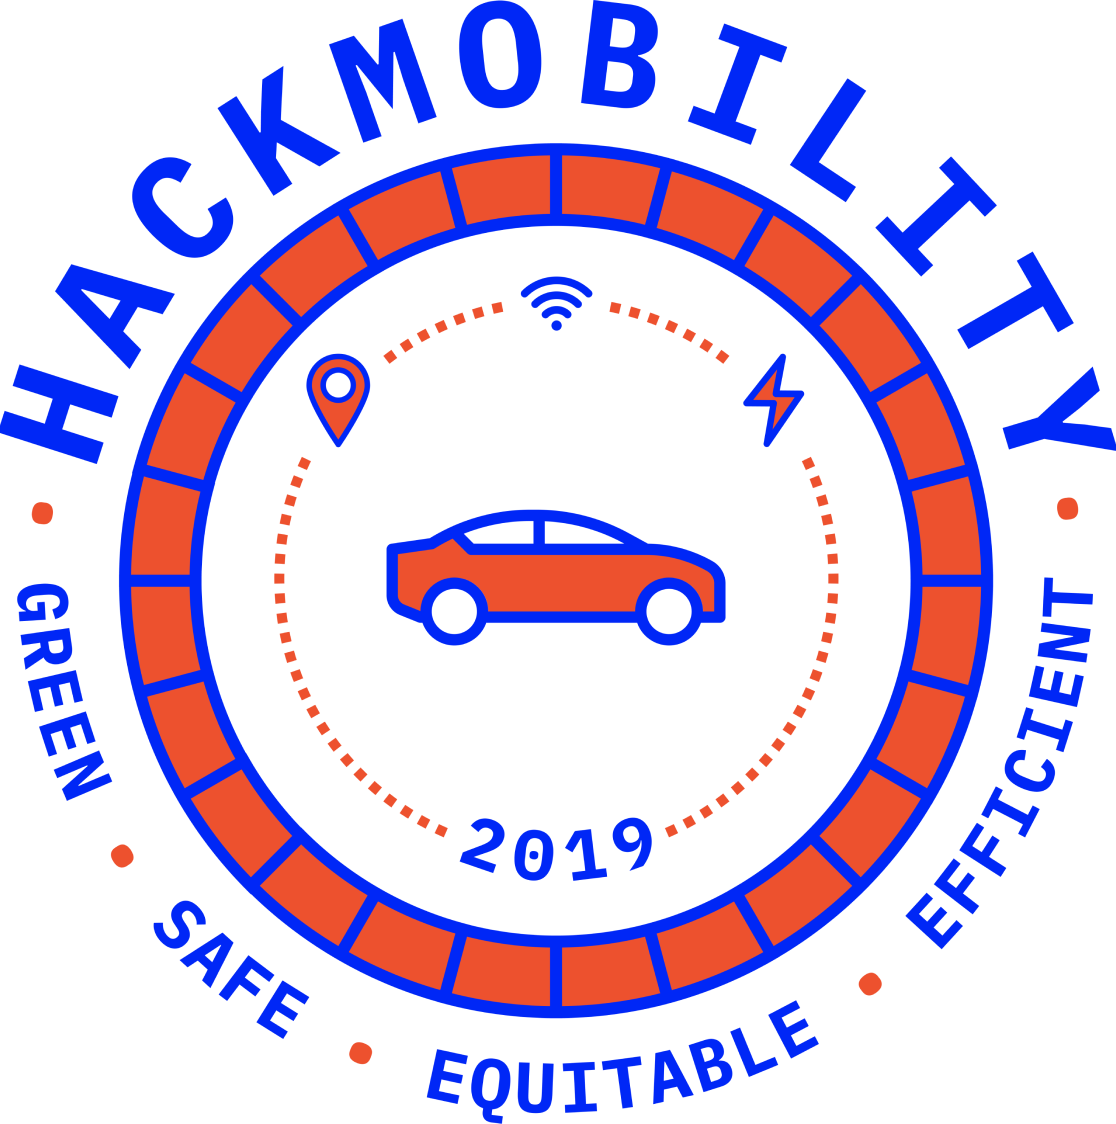 HACKMOBILITY
2019
GREEN • SAFE • EQUITABLE • EFFICIENT